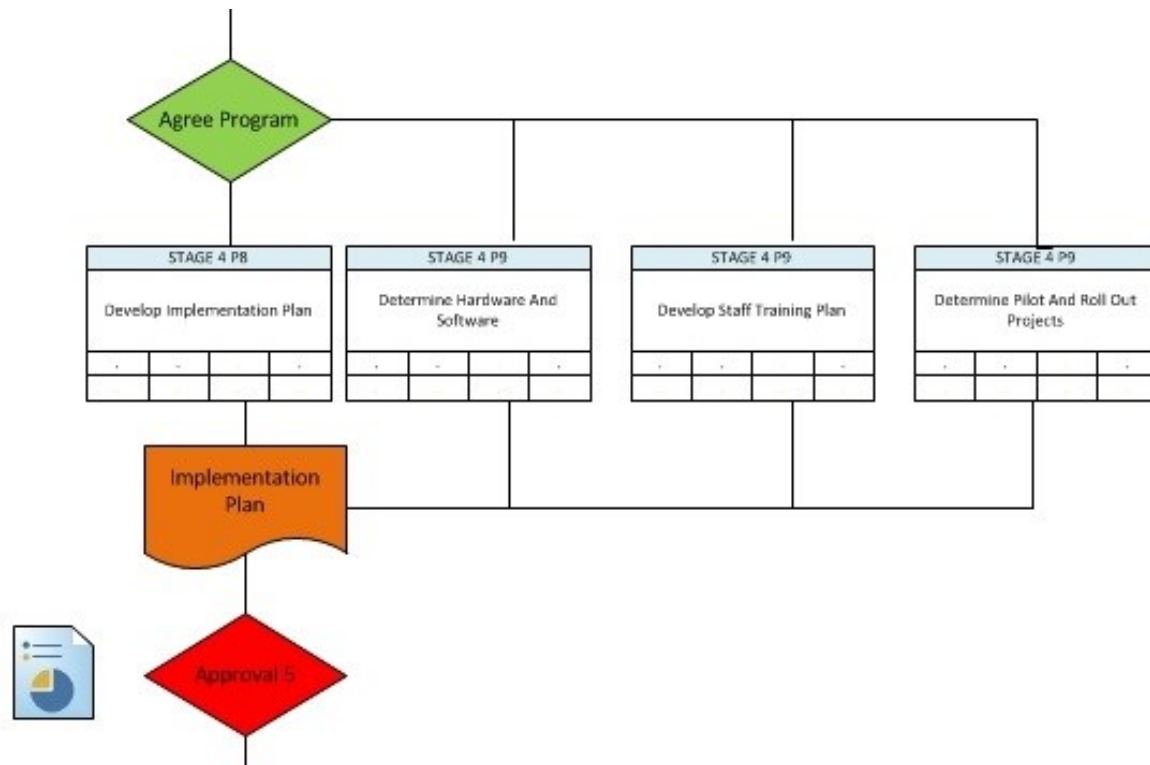 Agree Program
STAGE 4 P8
STAGE 4 P9
STAGE 4 P9
STAGE 4 P9
Develop Implementation Plan
Determine Hardware And
Software
Develop Staff Training Plan
Determine Pilot And Roll Out
Projects
Implementation
Plan
Approval 5